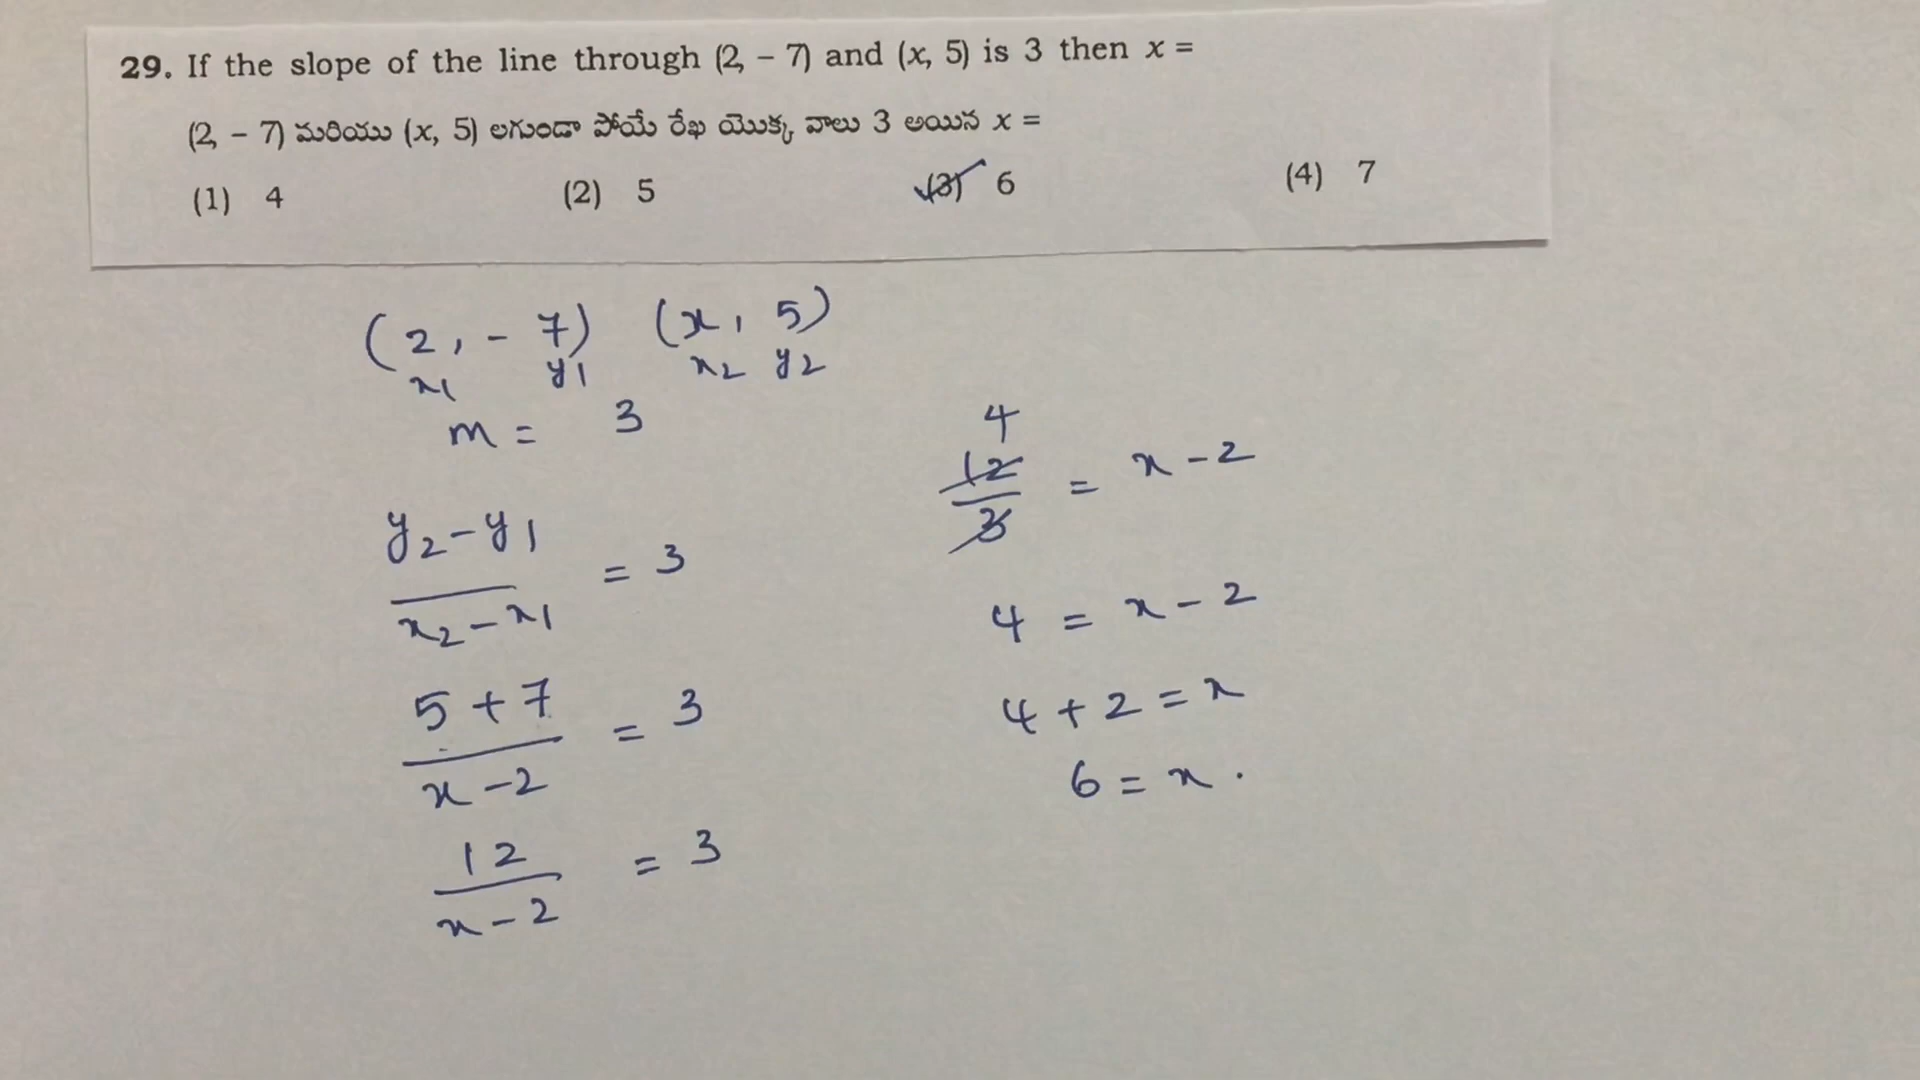 29. If the slope of the line through (2, – 7) and (x, 5) is 3 then x =
(2, – 7) మరియు (x, 5) లగుండా పోయే రేఖ యొక్క వాలు 3 అయిన x =
(1) 4 (2) 5 (3) 6 (4) 7
(2, - 7) (x, 5)
x1 y1 x2 y2
m = 3
y2-y1
x2-x1 = 3
5+7
x-2 = 3
12
x-2 = 3
4
12
3 = x-2
4 = x-2
4+2=x
6=x.